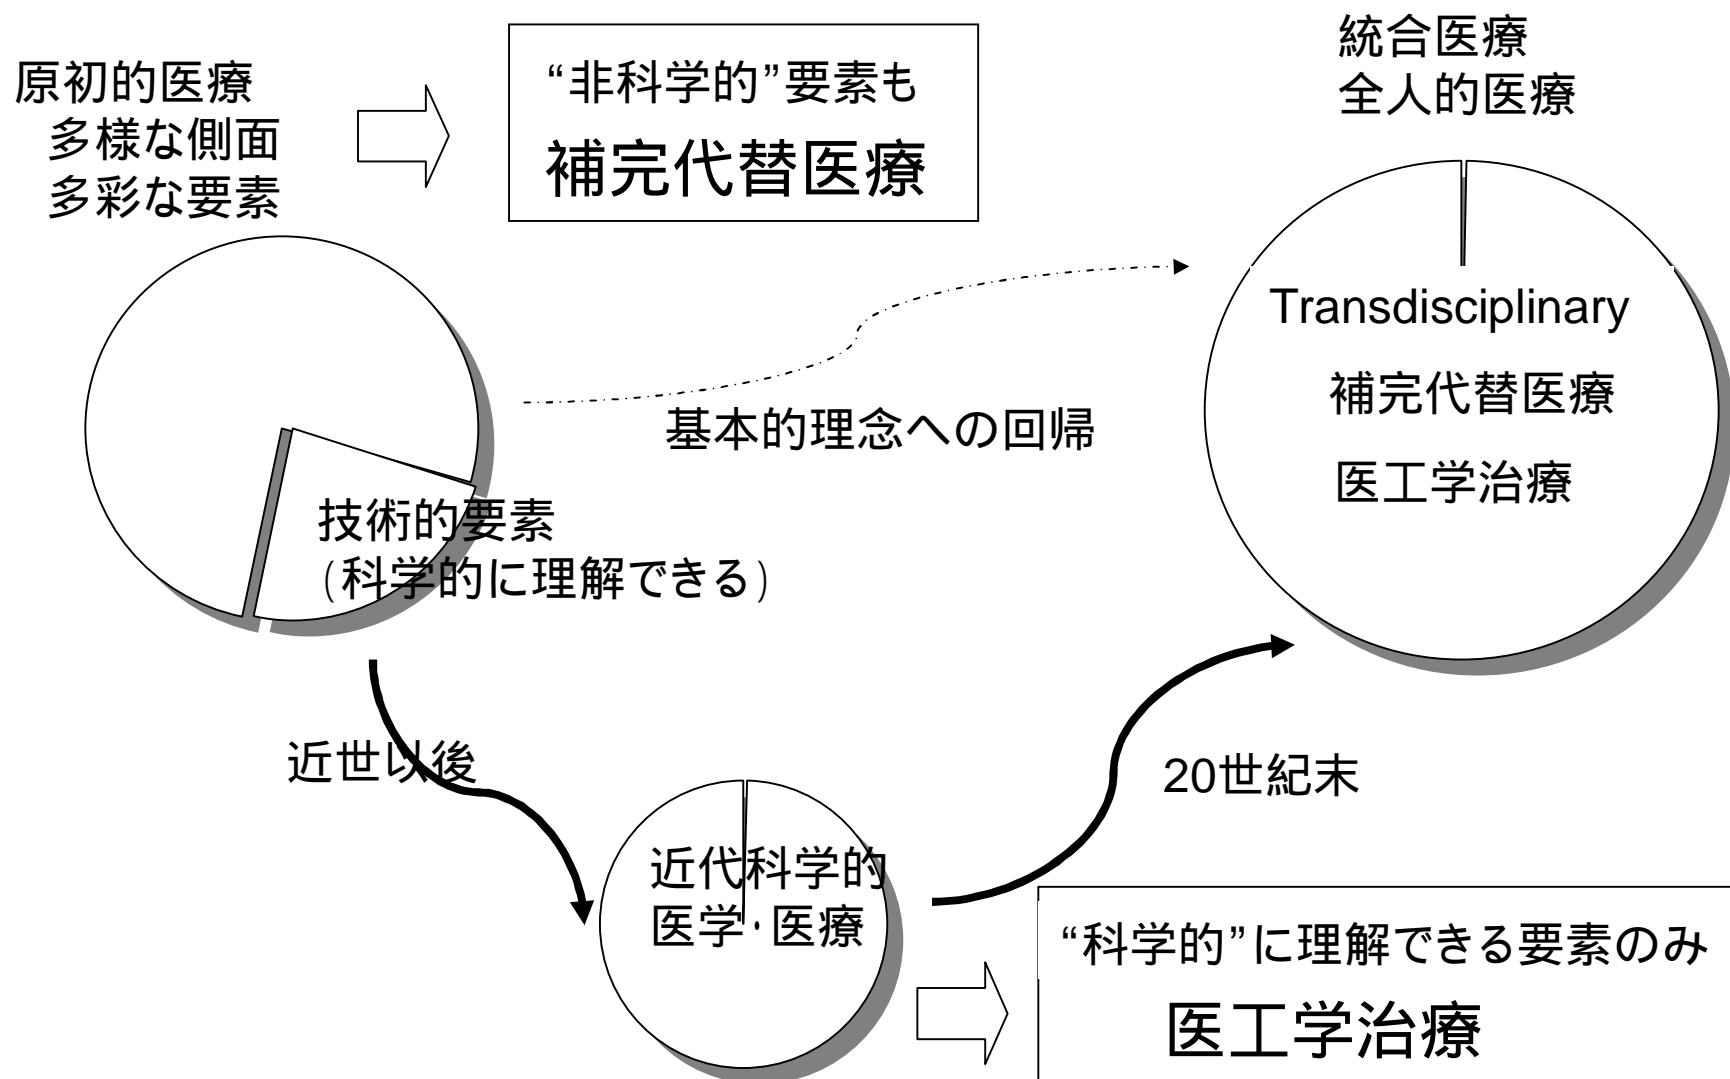 原初的医療
多様な側面
多彩な要素
“非科学的”要素も
補完代替医療
統合医療
全人的医療
Transdisciplinary
補完代替医療
医工学治療
基本的理念への回帰
技術的要素
(科学的に理解できる)
近世以後
20世紀末
近代科学的
医学・医療
“科学的”に理解できる要素のみ
医工学治療